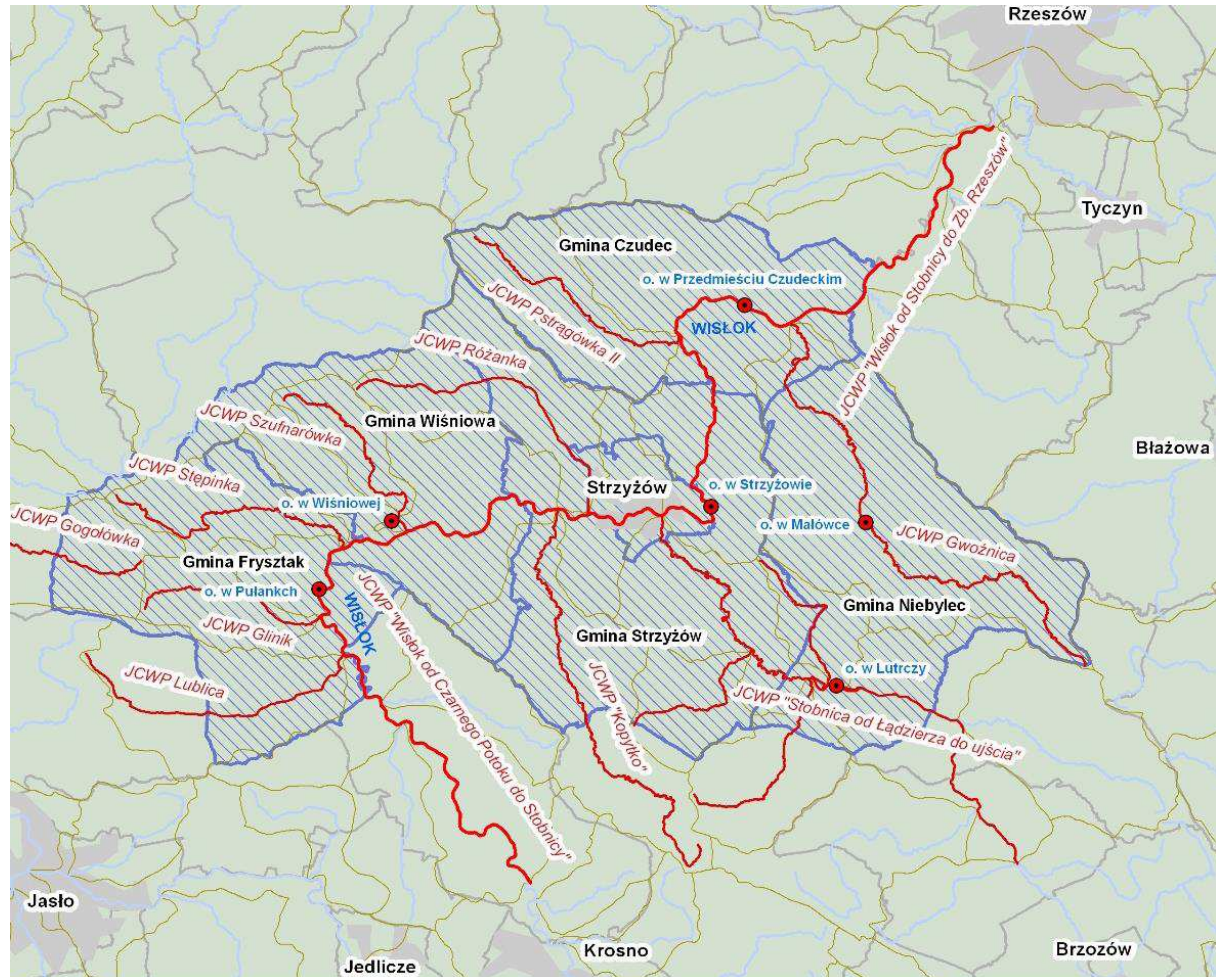 Rzeszów
Tyczyn
Gmina Czudec
o. w Przedmieściu Czudeckim
JCWP "Wisłok od Stobnicy do Zb. Rzeszów"
JCWP Pstrągówka II
WISŁOK
JCWP Różanka
Gmina Wiśniowa
JCWP Szufnarówka
Błażowa
JCWP Stępinka
Strzyżów
o. w Strzyżowie
o. w Wiśniowej
JCWP Gogołówka
o. w Małówce
JCWP Gwoźnica
Gmina Frysztak
o. w Pułankch
WISŁOK
JCWP "Wisłok od Czarnego Potoku do Stobnicy"
Gmina Niebylec
JCWP Glinik
Gmina Strzyżów
JCWP Lublica
o. w Lutrczy
JCWP "Kopytko"
JCWP "Stobnica od Łądzierza do ujścia"
Jasło
Krosno
Brzozów
Jedlicze